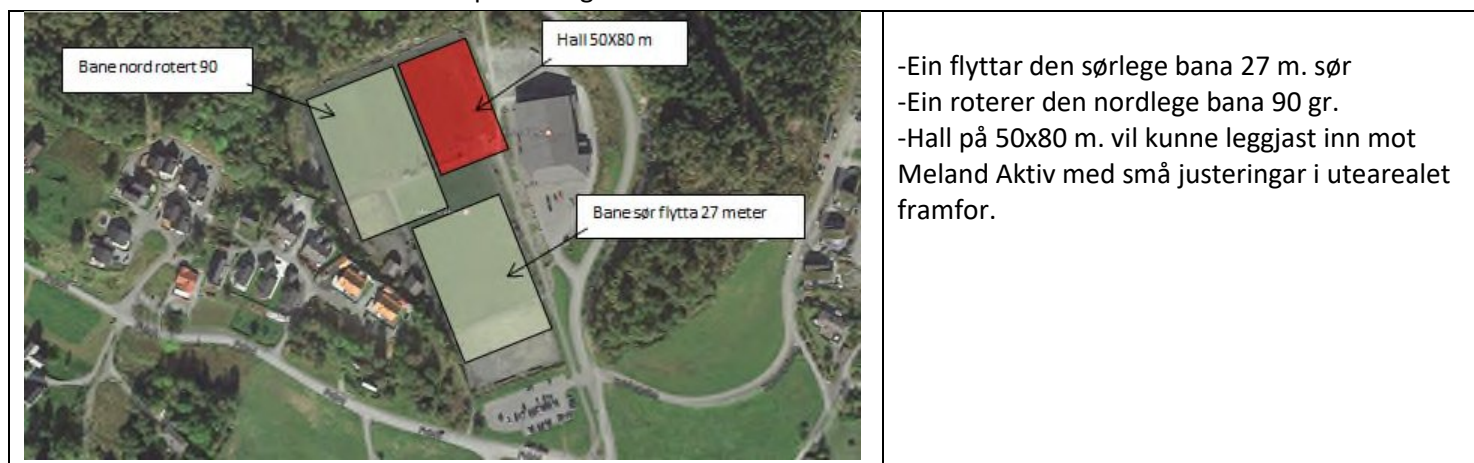 Bane nord rotert 90
Hall 50X80 m
Bane sør flytta 27 meter
-Ein flyttar den sørlege bana 27 m. sør
-Ein roterer den nordlege bana 90 gr.
-Hall på 50x80 m. vil kunne leggjast inn mot
Meland Aktiv med små justeringar i utearealet
framfor.